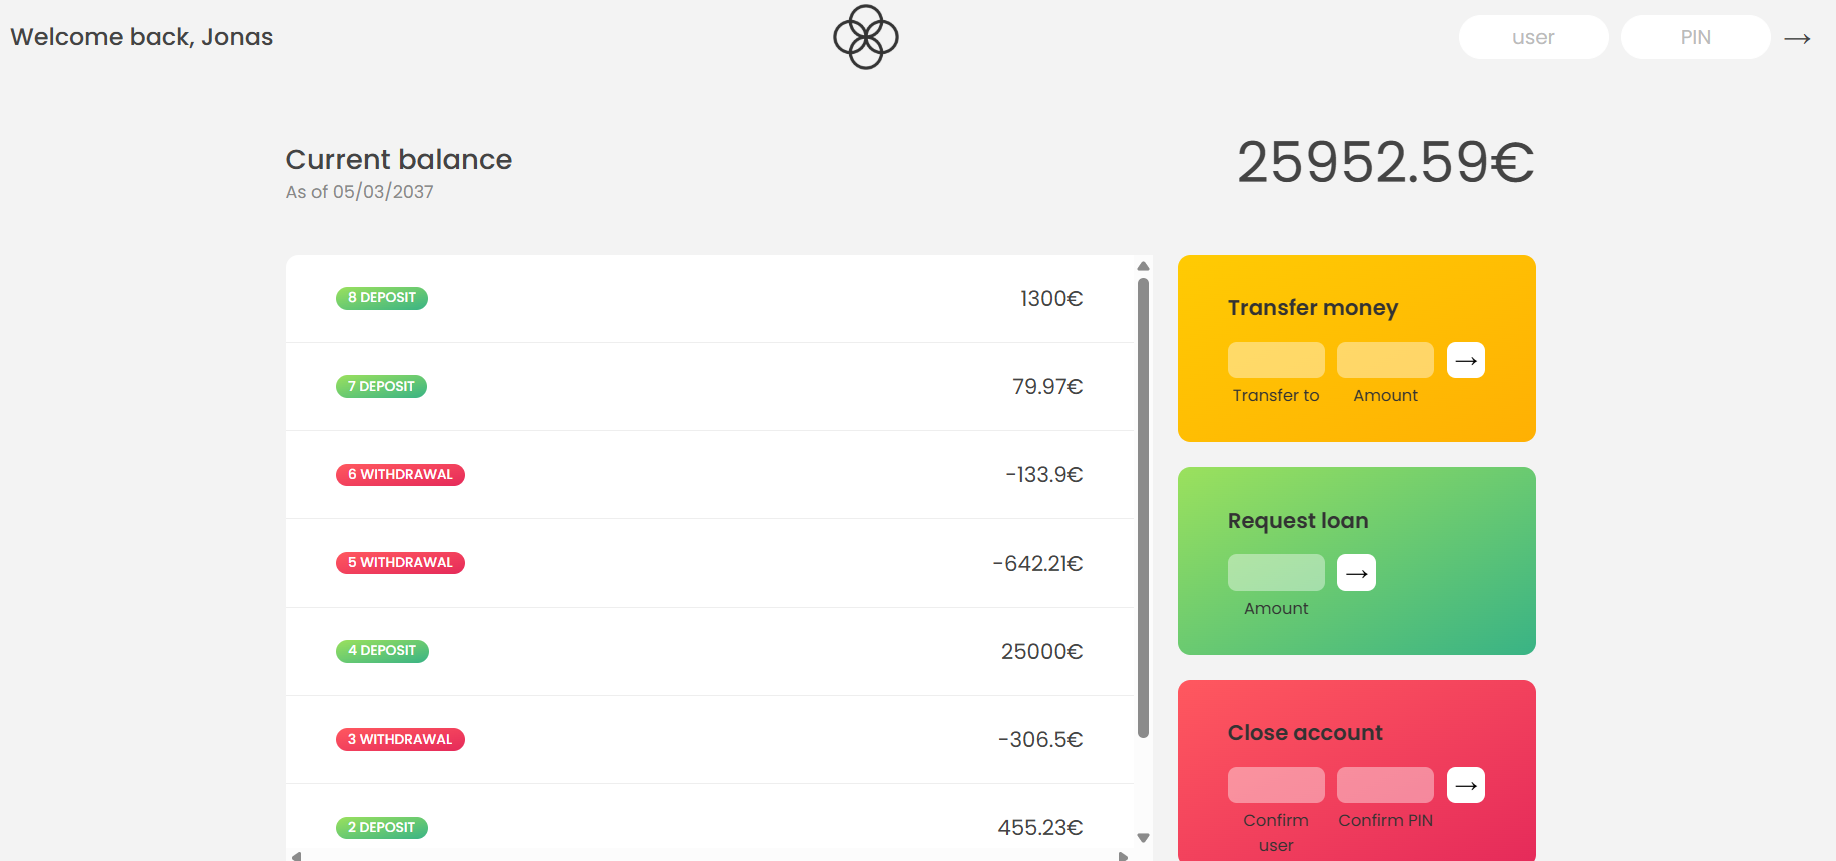 Welcome back, Jonas
user
PIN
→
Current balance
As of 05/03/2037
25952.59€
8 DEPOSIT
1300€
7 DEPOSIT
79.97€
6 WITHDRAWAL
-133.9€
5 WITHDRAWAL
-642.21€
4 DEPOSIT
25000€
3 WITHDRAWAL
-306.5€
2 DEPOSIT
455.23€
Transfer money
→
Transfer to
Amount
Request loan
→
Amount
Close account
→
Confirm
user
Confirm PIN